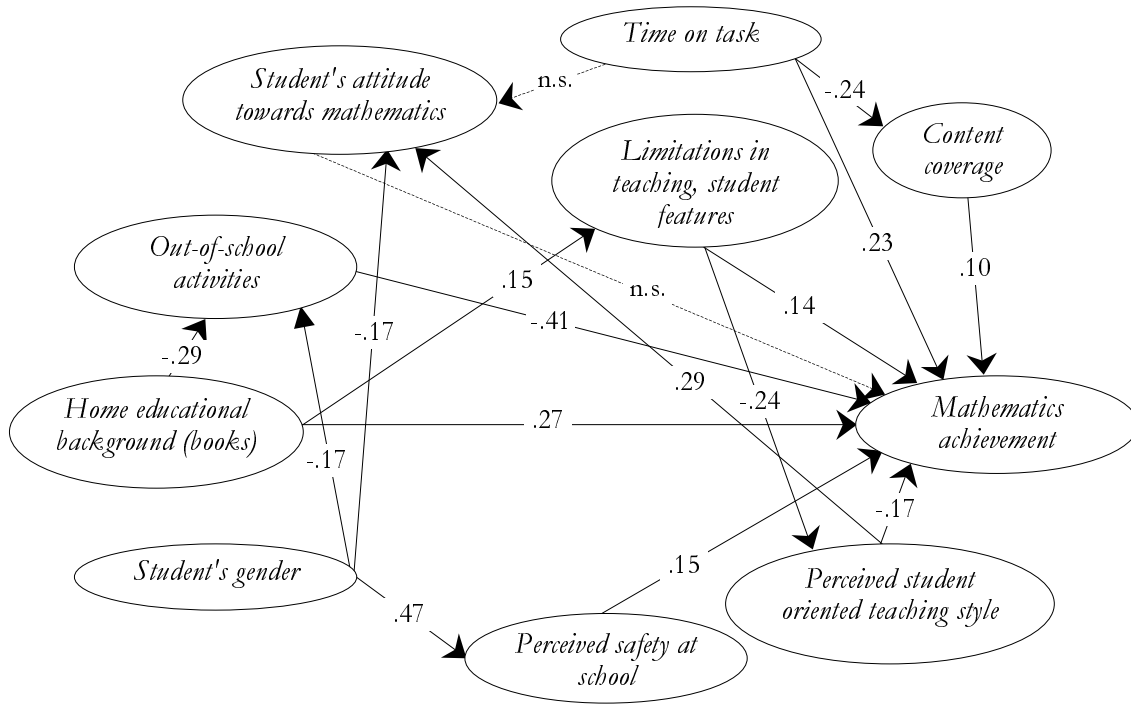 Time on task
Student's attitude
towards mathematics
n.s.
-.24
Content
coverage
Limitations in
teaching, student
features
Out-of-school
activities
.23
.10
.15
n.s.
.14
-.41
-.17
-.29
.29
-.24
Home educational
background (books)
.27
Mathematics
achievement
-.17
-.17
Student's gender
.15
Perceived student
oriented teaching style
.47
Perceived safety at
school